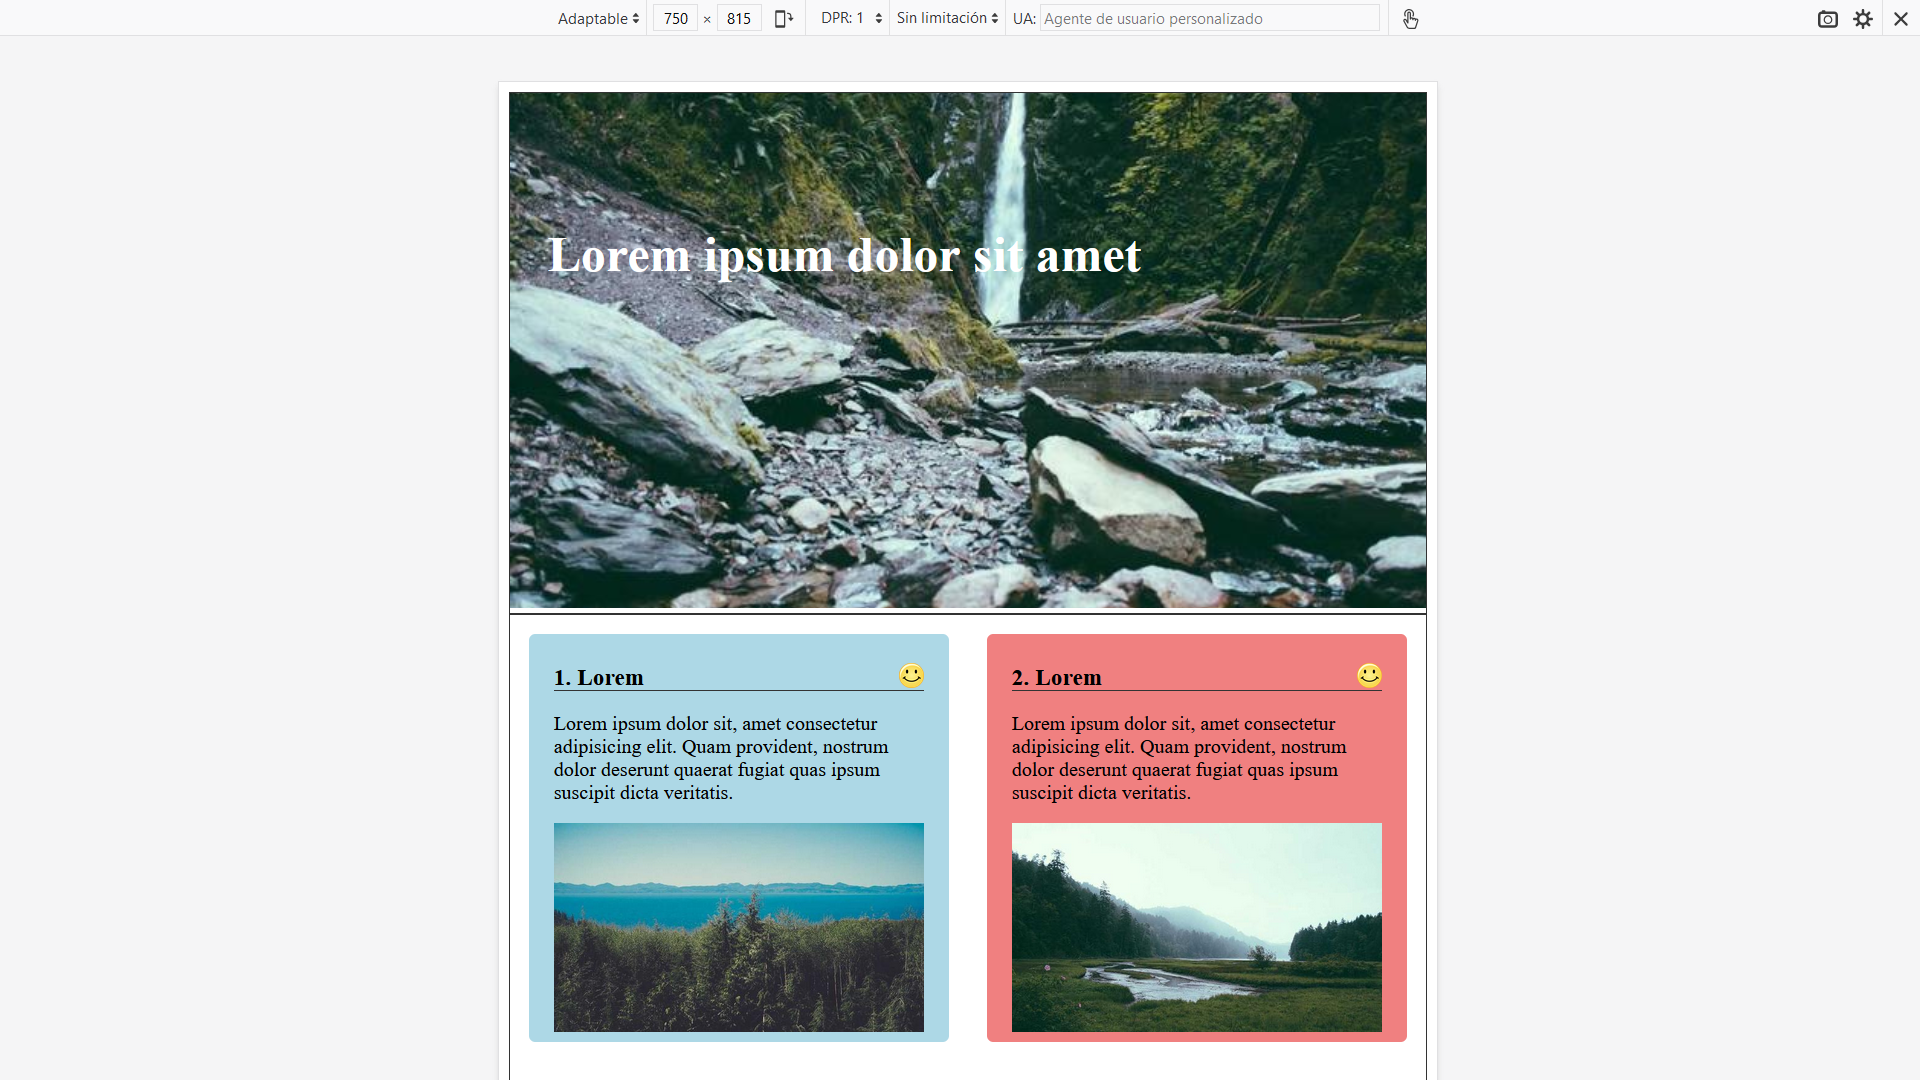 Adaptable 750 × 815 DPR: 1 Sin limitación UA: Agente de usuario personalizado
Lorem ipsum dolor sit amet
1. Lorem
Lorem ipsum dolor sit, amet consectetur
adipisicing elit. Quam provident, nostrum
dolor deserunt quaerat fugiat quas ipsum
suscipit dicta veritatis.
2. Lorem
Lorem ipsum dolor sit, amet consectetur
adipisicing elit. Quam provident, nostrum
dolor deserunt quaerat fugiat quas ipsum
suscipit dicta veritatis.